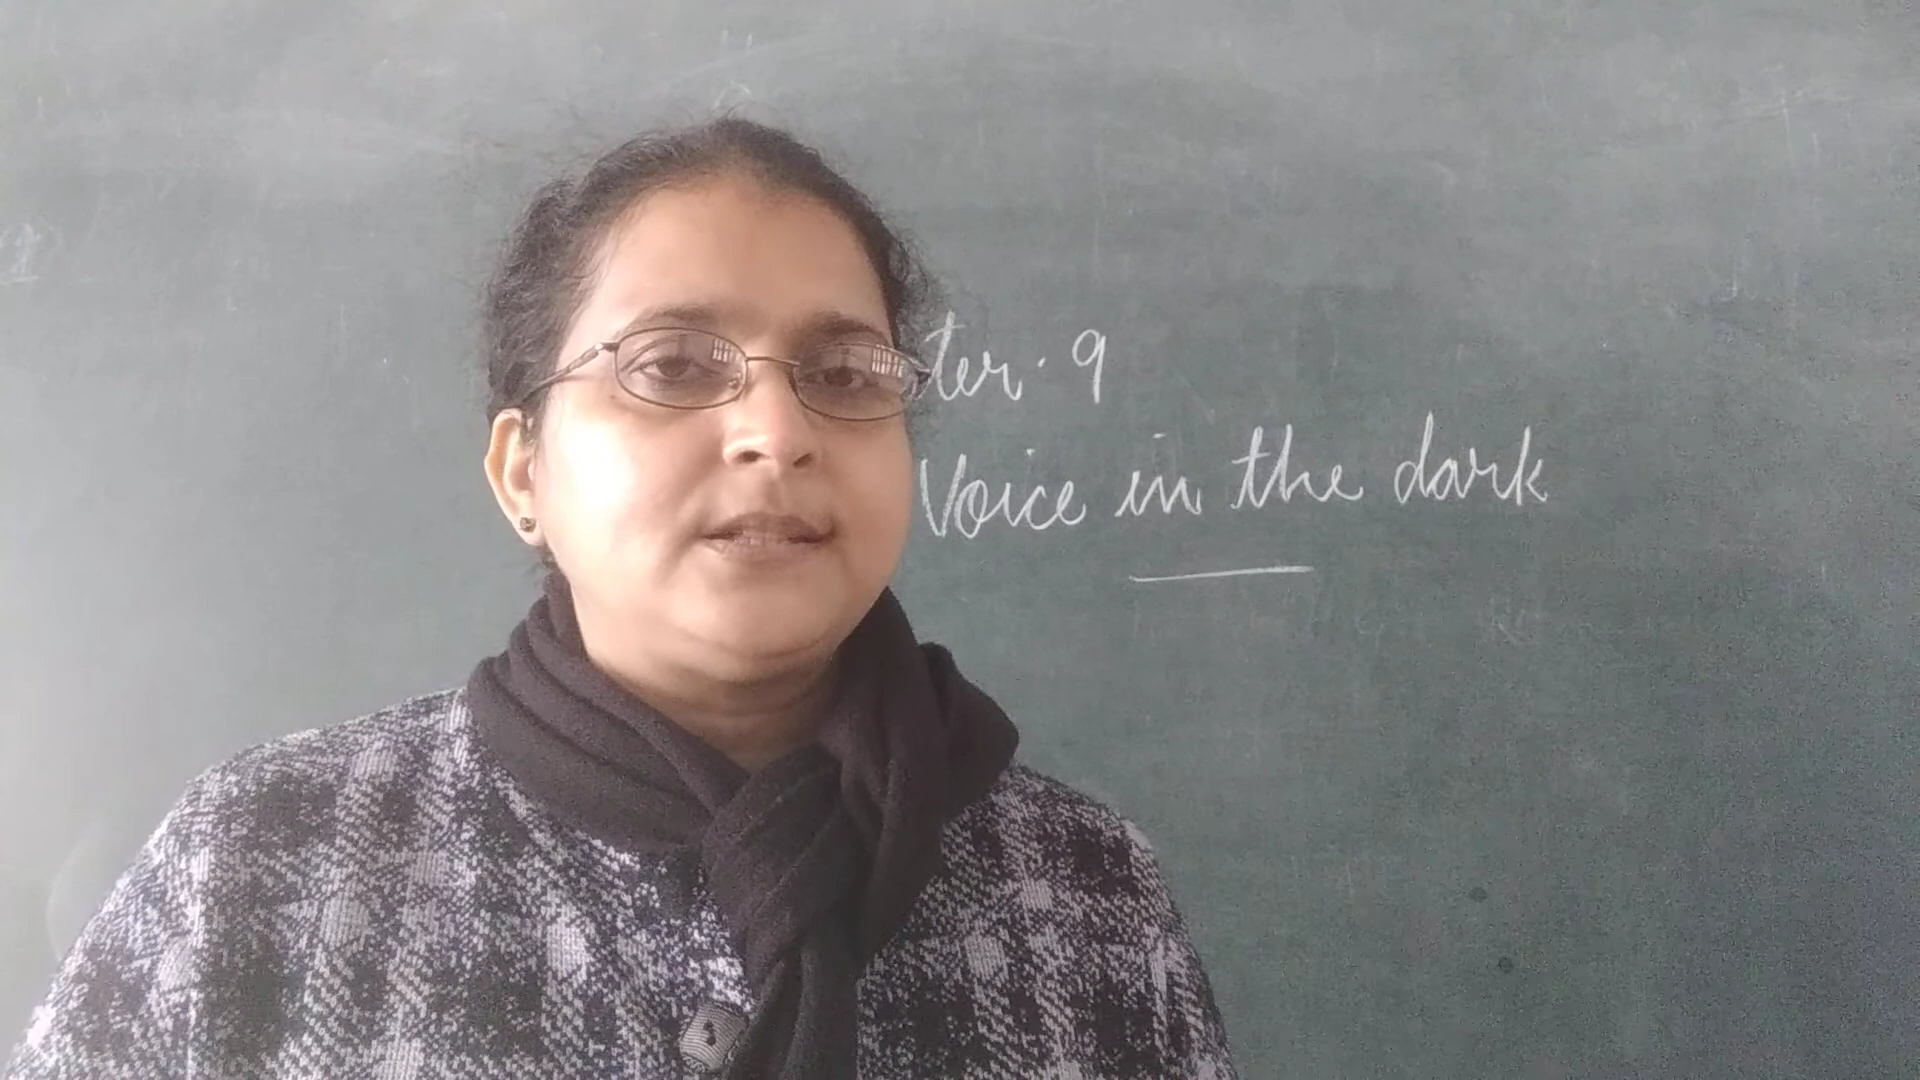 ter. 9
Voice in the dark